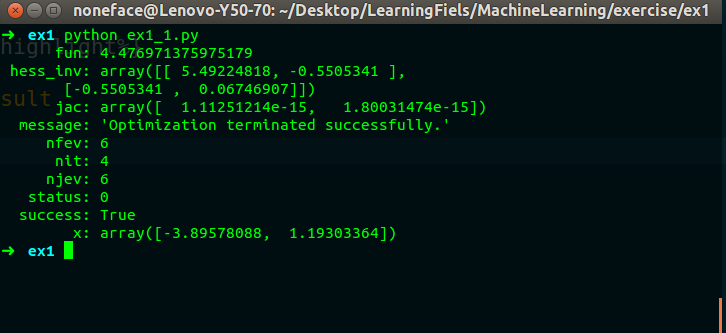 noneface@Lenovo-Y50-70: ~/Desktop/LearningFiels/MachineLearning/exercise/ex1
➜  ex1 python ex1_1.py
      fun: 4.476971375975179
 hess_inv: array([[ 5.49224818, -0.5505341 ],
       [-0.5505341 ,  0.06746907]])
      jac: array([  1.11251214e-15,   1.80031474e-15])
  message: 'Optimization terminated successfully.'
     nfev: 6
      nit: 4
     njev: 6
   status: 0
  success: True
        x: array([-3.89578088,  1.19303364])
➜  ex1